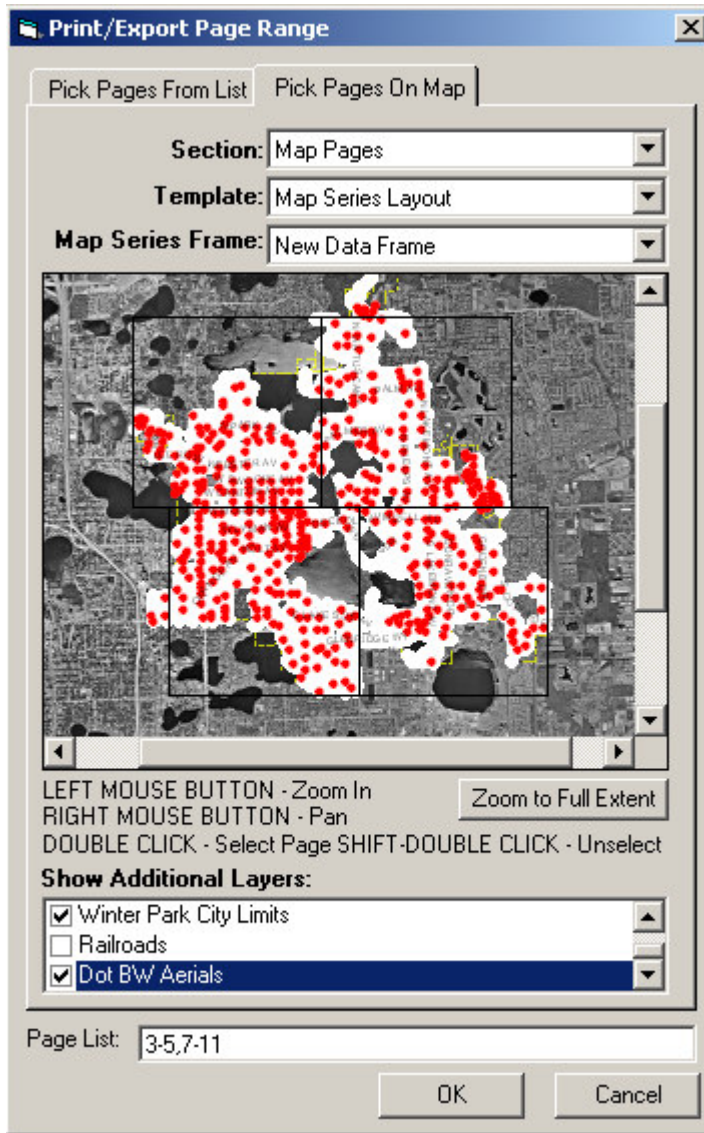 Print/Export Page Range
Pick Pages From List
Pick Pages On Map
Section: Map Pages
Template: Map Series Layout
Map Series Frame: New Data Frame
LEFT MOUSE BUTTON - Zoom In
RIGHT MOUSE BUTTON - Pan
Zoom to Full Extent
DOUBLE CLICK - Select Page SHIFT-DOUBLE CLICK - Unselect
Show Additional Layers:
Winter Park City Limits
Railroads
Dot BW Aerials
Page List: 3-5,7-11
OK
Cancel